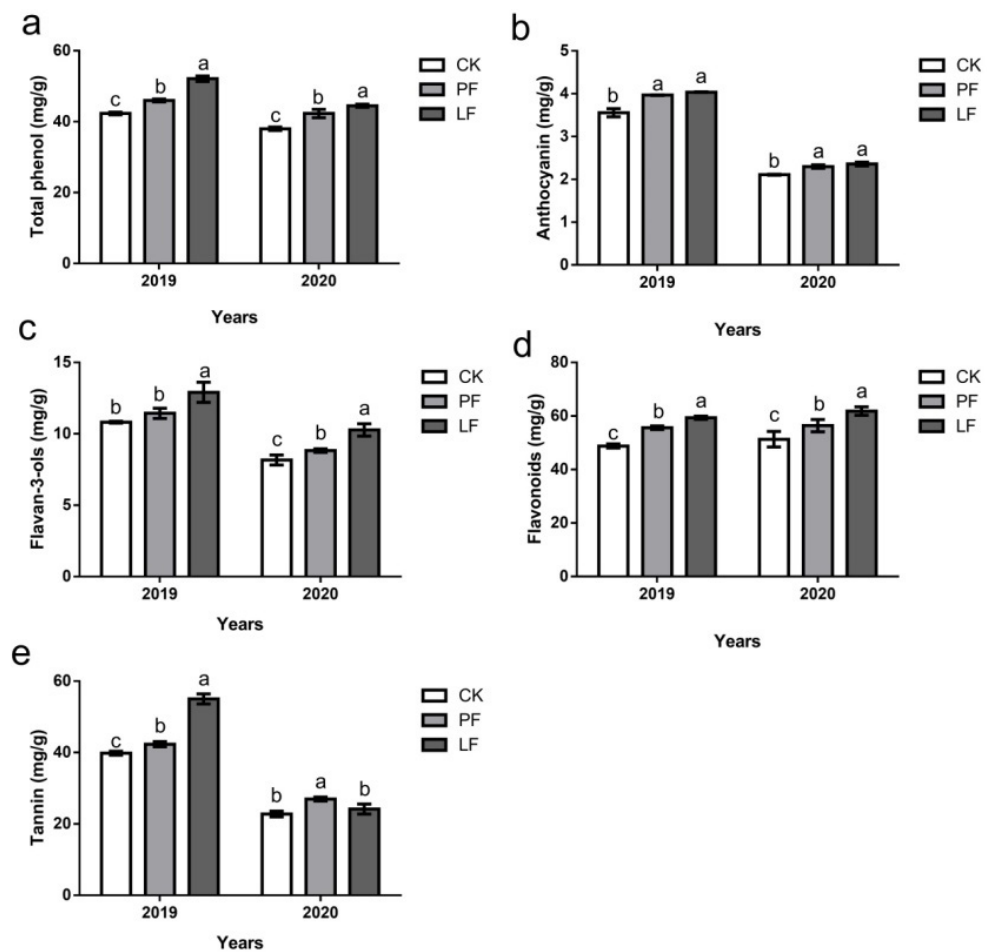 a
Total phenol (mg/g)
60
40
20
0
c b a c b a
2019 2020
Years
CK
PF
LF
b
Anthocyanin (mg/g)
5
4
3
2
1
0
b a a b a a
2019 2020
Years
CK
PF
LF
c
Flavan-3-ols (mg/g)
15
10
5
0
b b a c b a
2019 2020
Years
CK
PF
LF
d
Flavonoids (mg/g)
80
60
40
20
0
c b a c b a
2019 2020
Years
CK
PF
LF
e
Tannin (mg/g)
60
40
20
0
c b a b a b
2019 2020
Years
CK
PF
LF